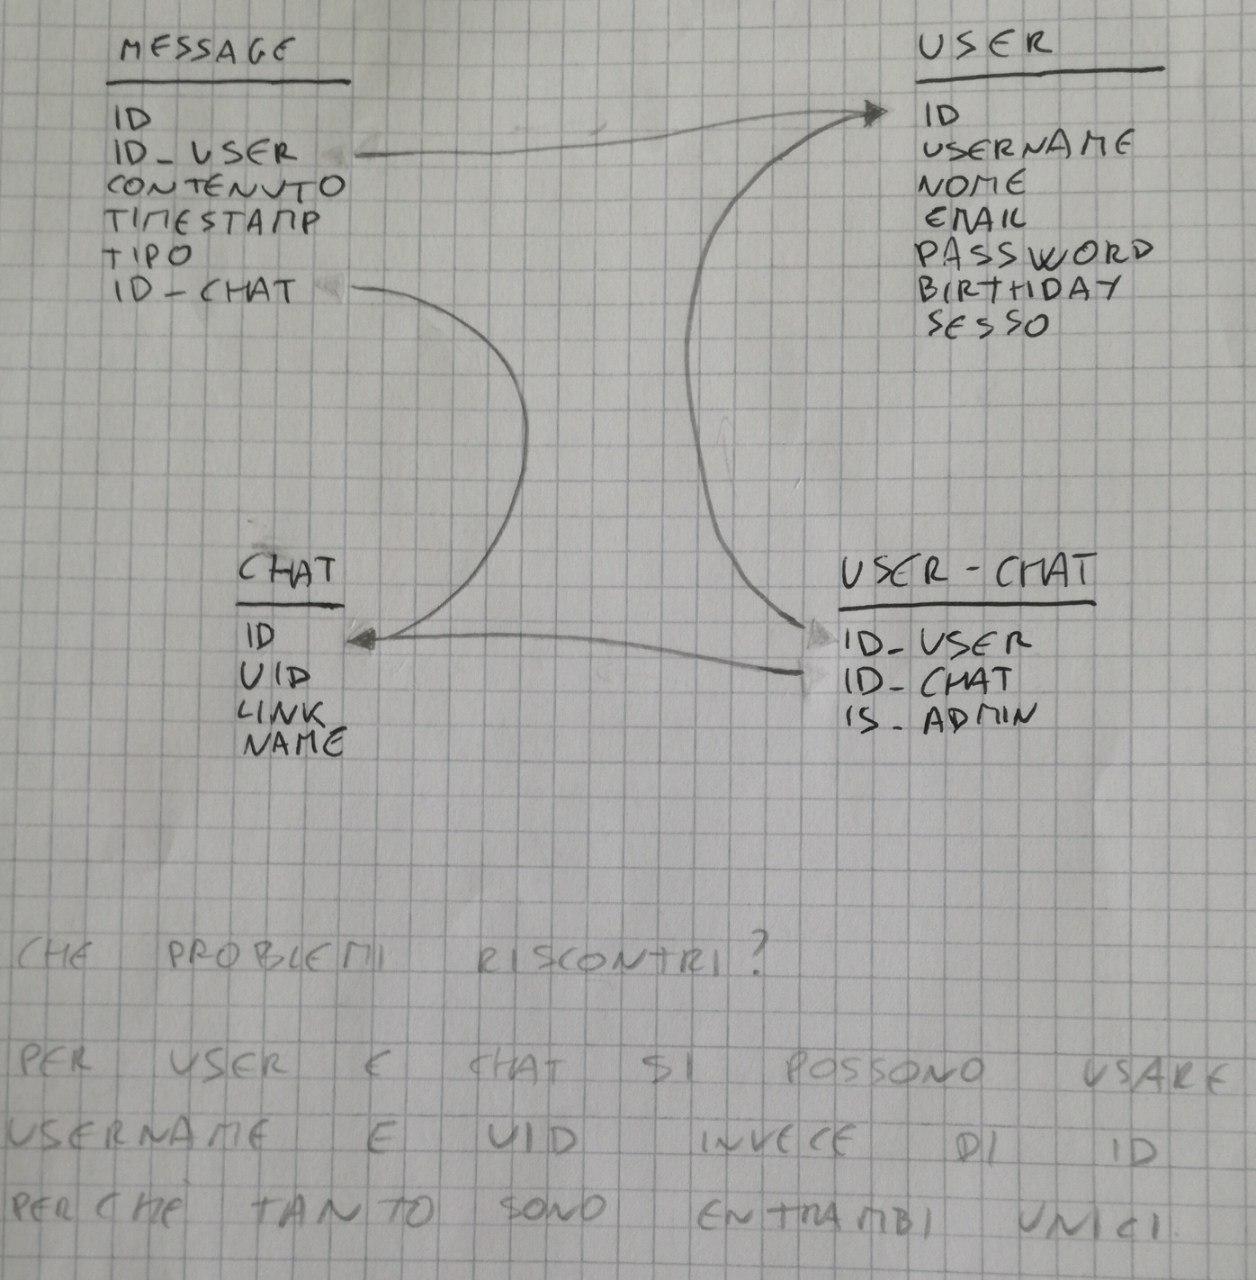 MESSAGE
ID
ID_USER
CONTENUTO
TIMESTAMP
TIPO
ID-CHAT
USER
ID
USERNAME
NOME
EMAIL
PASSWORD
BIRTHDAY
SESSO
CHAT
ID
UID
LINK
NAME
USER-CHAT
ID_USER
ID_CHAT
IS_ADMIN
CHE PROBLEMI RISCONTRI?
PER USER E CHAT SI POSSONO USARE
USERNAME E UID INVECE DI ID
PERCHÉ TANTO SONO ENTRAMBI UNICI